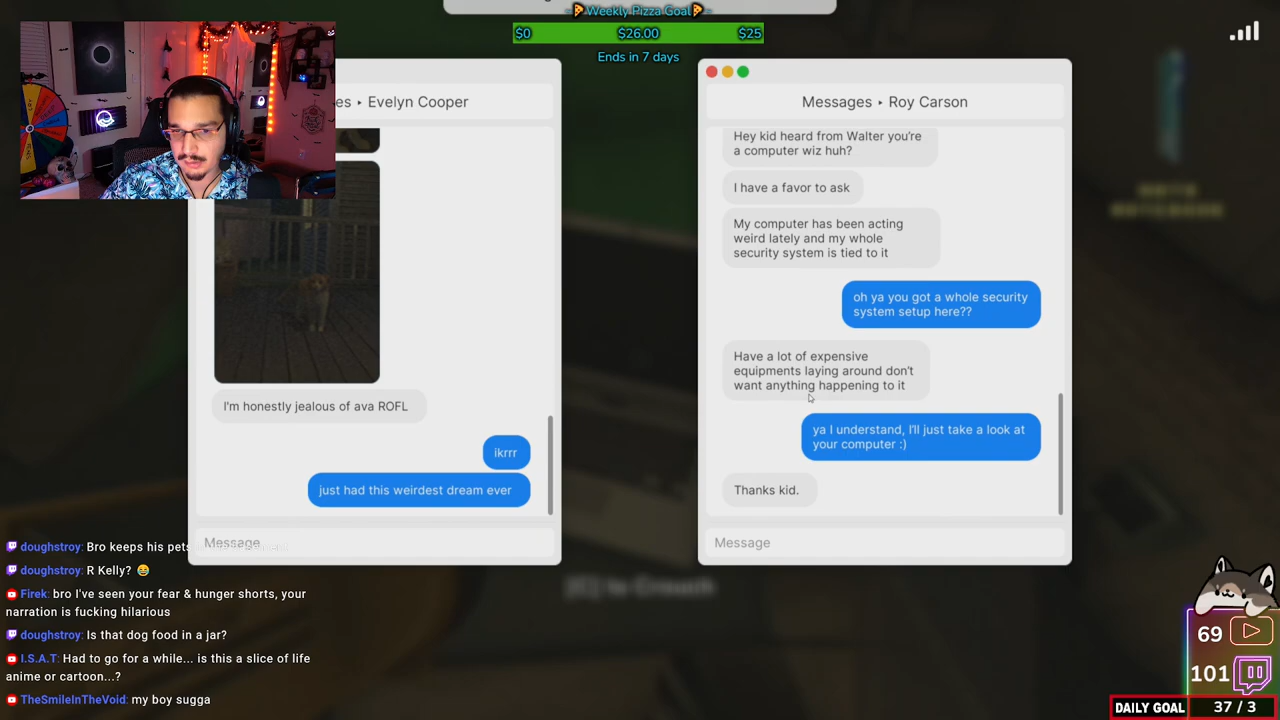 🍕Weekly Pizza Goal🍕
$0 $26.00 $25
Ends in 7 days
es ▸ Evelyn Cooper
I'm honestly jealous of ava ROFL
ikrrr
just had this weirdest dream ever
Message
Messages ▸ Roy Carson
Hey kid heard from Walter you're
a computer wiz huh?
I have a favor to ask
My computer has been acting
weird lately and my whole
security system is tied to it
oh ya you got a whole security
system setup here??
Have a lot of expensive
equipments laying around don't
want anything happening to it
ya I understand, I'll just take a look at
your computer :)
Thanks kid.
Message
[C] to Crouch
doughstroy: Bro keeps his pets
doughstroy: R Kelly? 😂
Firek: bro I've seen your fear & hunger shorts, your
narration is fucking hilarious
doughstroy: Is that dog food in a jar?
I.S.A.T: Had to go for a while... is this a slice of life
anime or cartoon...?
TheSmileInTheVoid: my boy sugga
69
101
DAILY GOAL 37 / 3